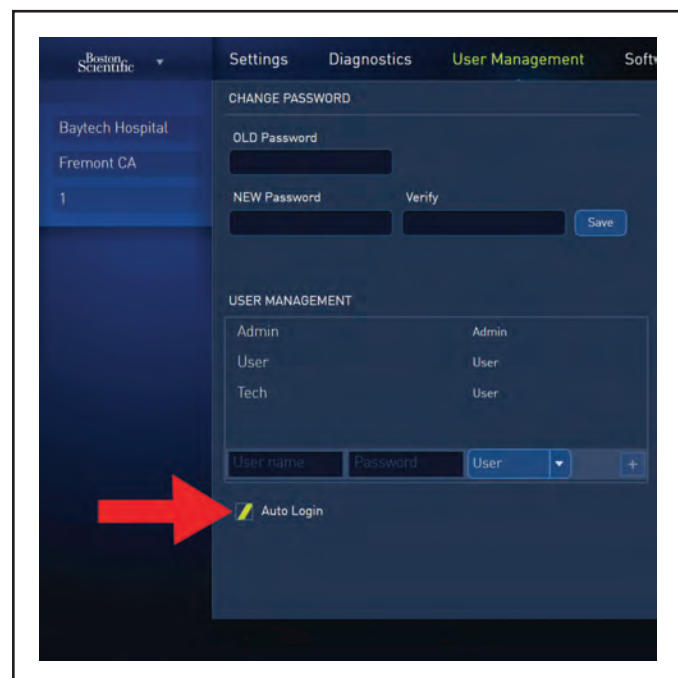 Boston
Scientific
Settings Diagnostics User Management Softw
CHANGE PASSWORD
Baytech Hospital
OLD Password
Fremont CA
1
NEW Password Verify
Save
USER MANAGEMENT
Admin Admin
User User
Tech User
User name Password User +
Auto Login